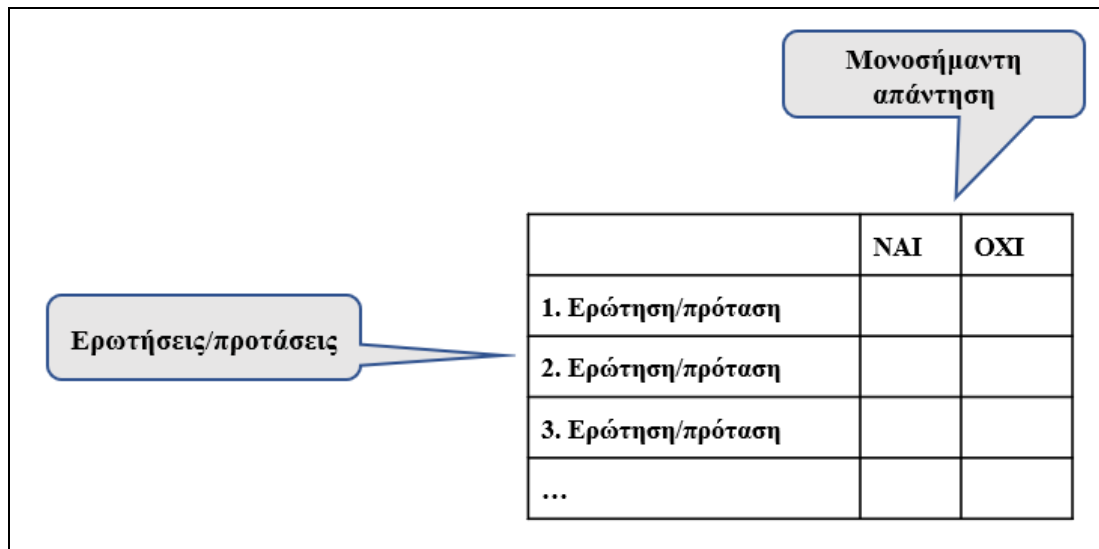 Μονοσήμαντη
απάντηση
ΝΑΙ ΟΧΙ
Ερωτήσεις/προτάσεις
1. Ερώτηση/πρόταση
2. Ερώτηση/πρόταση
3. Ερώτηση/πρόταση
…